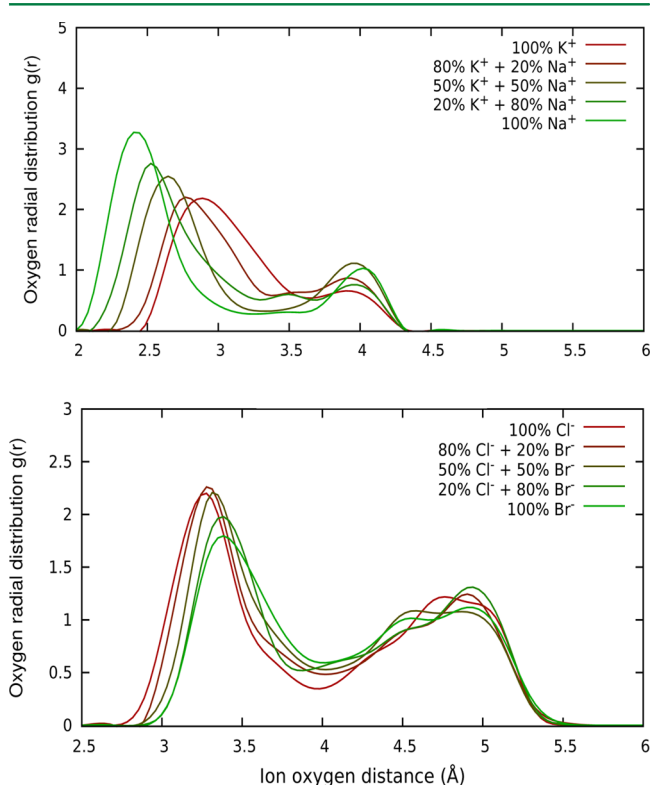 5
4
3
2
1
0
Oxygen radial distribution g(r)
100% K⁺
80% K⁺ + 20% Na⁺
50% K⁺ + 50% Na⁺
20% K⁺ + 80% Na⁺
100% Na⁺
2 2.5 3 3.5 4 4.5 5 5.5 6
3
2.5
2
1.5
1
0.5
0
Oxygen radial distribution g(r)
100% Cl⁻
80% Cl⁻ + 20% Br⁻
50% Cl⁻ + 50% Br⁻
20% Cl⁻ + 80% Br⁻
100% Br⁻
2.5 3 3.5 4 4.5 5 5.5 6
Ion oxygen distance (Å)